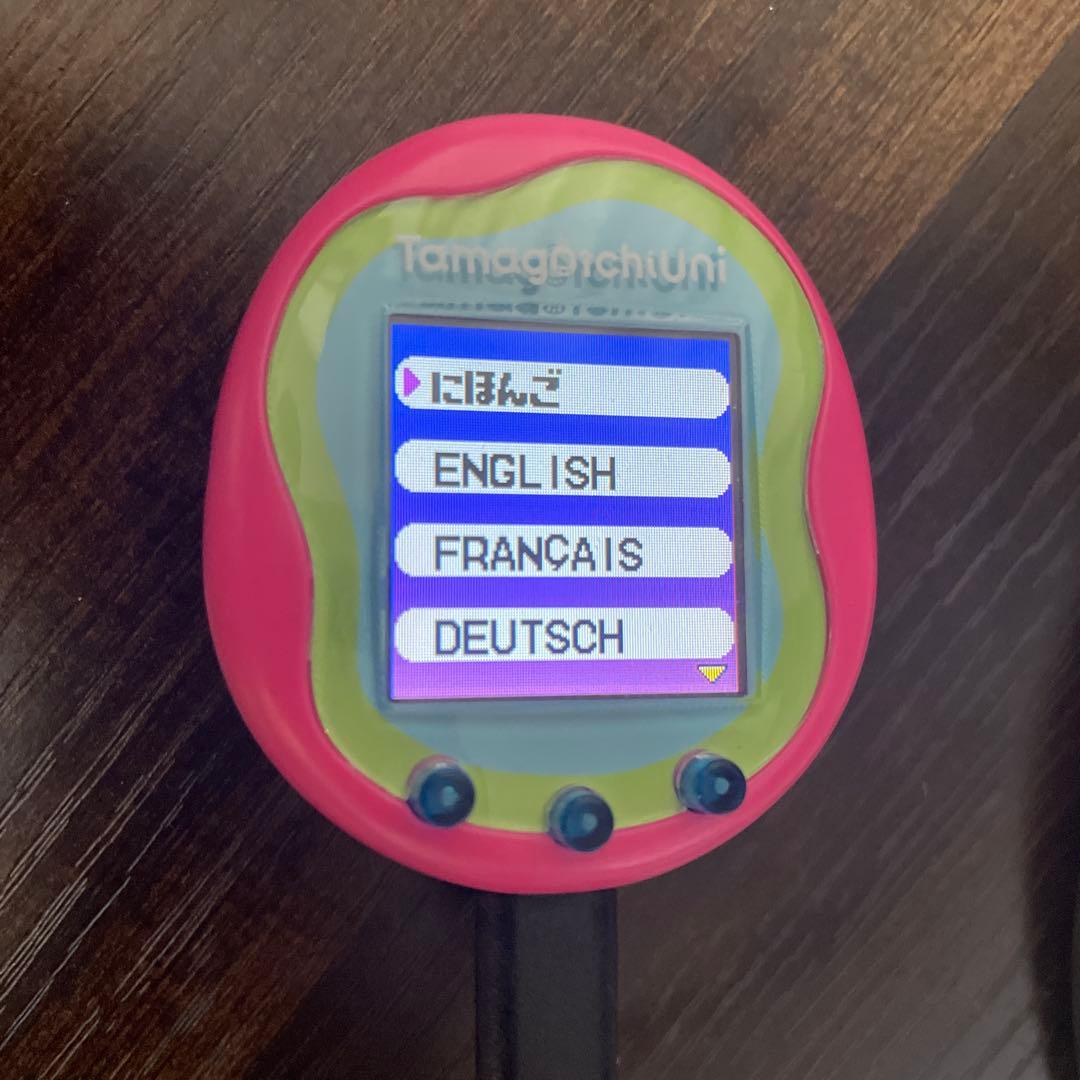 TamagotchiUni
にほんご
ENGLISH
FRANÇAIS
DEUTSCH